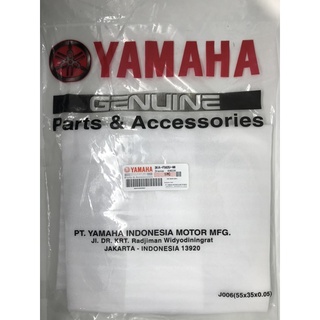 YAMAHA
GENUINE
Parts & Accessories
YAMAHA
PT. YAMAHA INDONESIA MOTOR MFG.
Jl. DR. KRT. Radjiman Widyodiningrat
JAKARTA - INDONESIA 13920
J006(55x35x0.05)